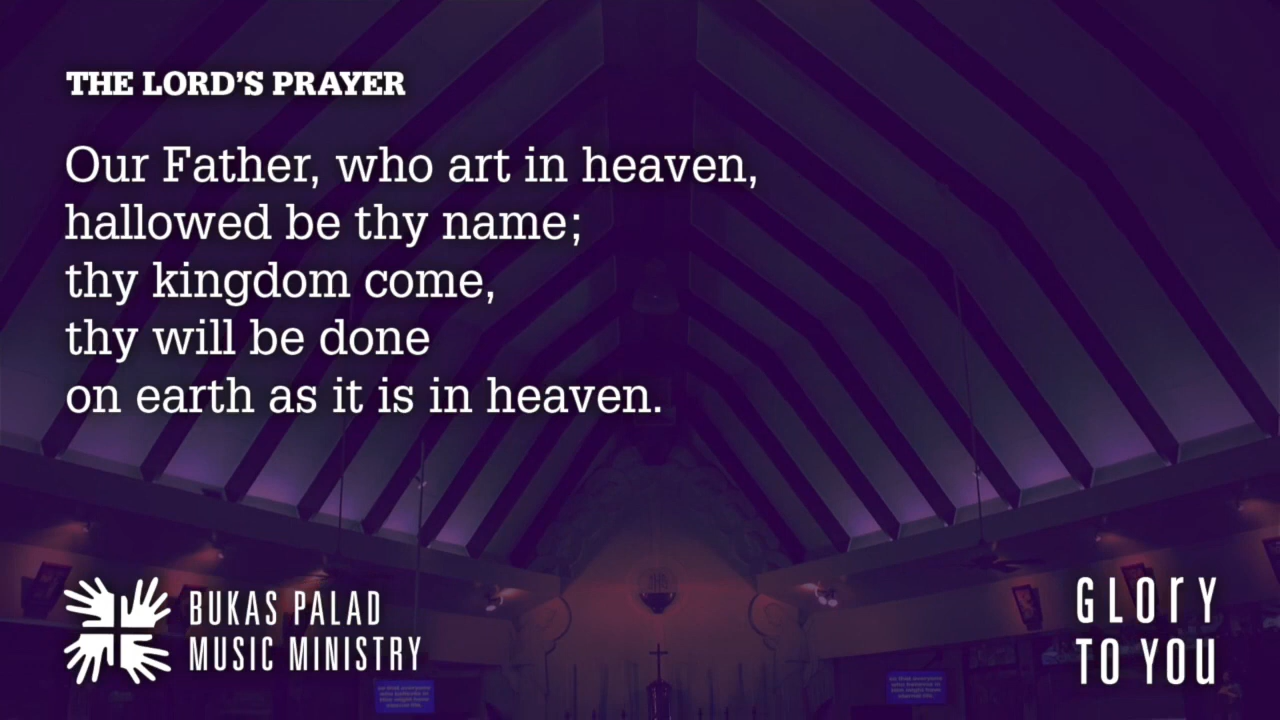 THE LORD'S PRAYER
Our Father, who art in heaven,
hallowed be thy name;
thy kingdom come,
thy will be done
on earth as it is in heaven.
BUKAS PALAD
MUSIC MINISTRY
GLORY
TO YOU